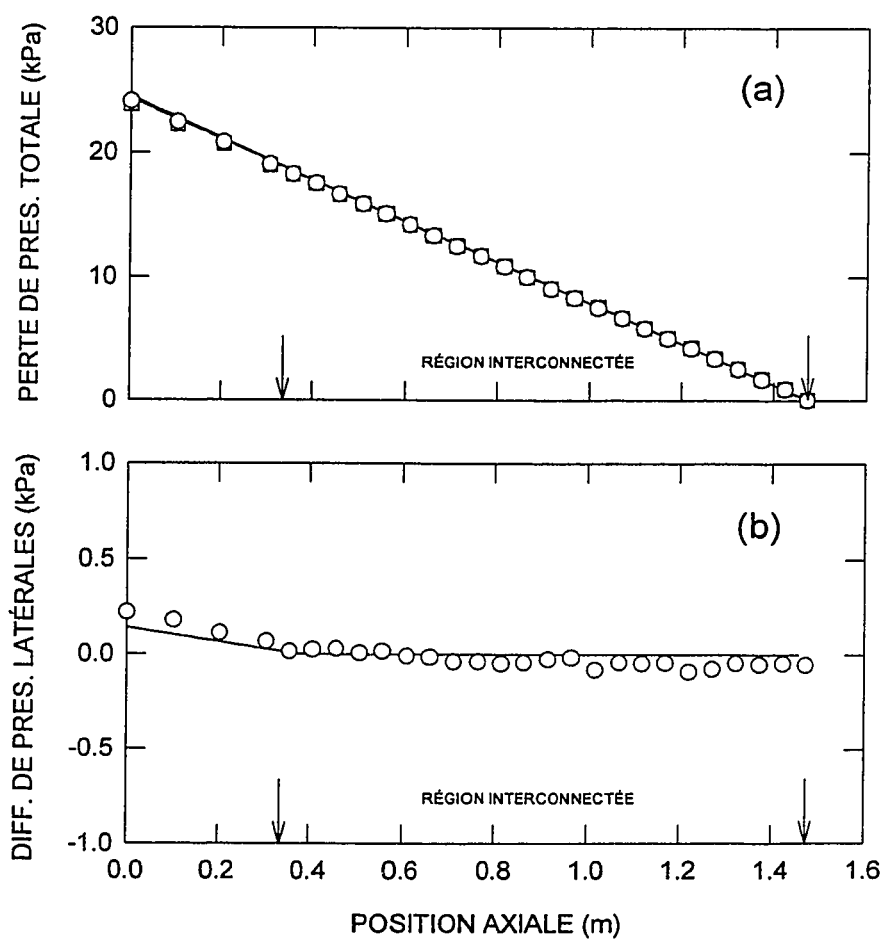 30
20
10
0
PERTE DE PRES. TOTALE (kPa)
(a)
RÉGION INTERCONNECTÉE
1.0
0.5
0.0
-0.5
-1.0
DIFF. DE PRES. LATÉRALES (kPa)
(b)
RÉGION INTERCONNECTÉE
0.0 0.2 0.4 0.6 0.8 1.0 1.2 1.4 1.6
POSITION AXIALE (m)